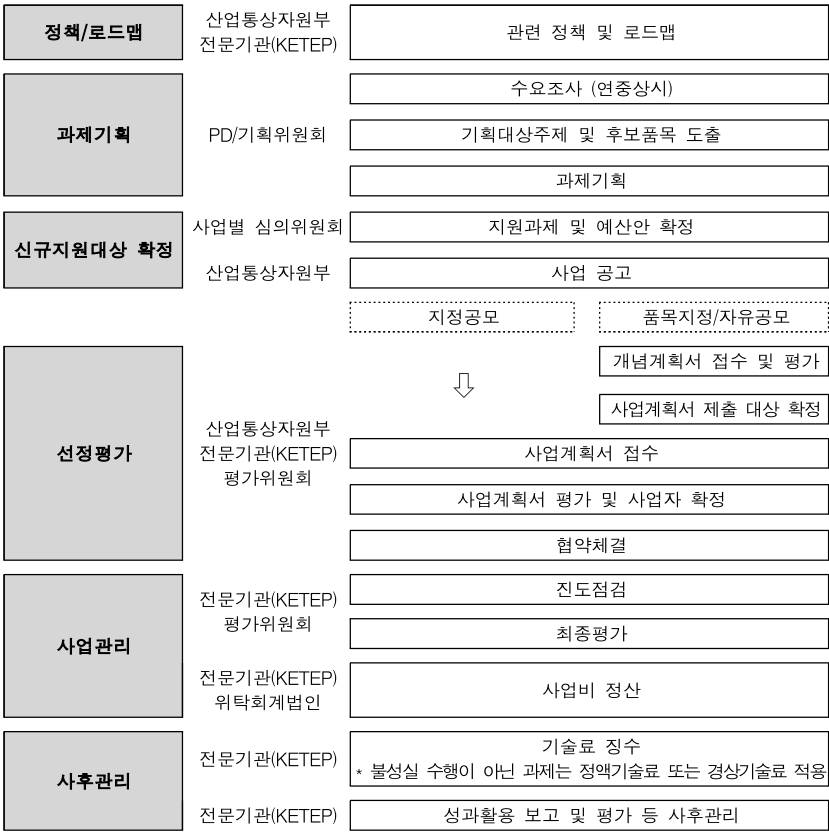 정책/로드맵
산업통상자원부
전문기관(KETEP)
관련 정책 및 로드맵
과제기획
PD/기획위원회
수요조사 (연중상시)
기획대상주제 및 후보품목 도출
과제기획
신규지원대상 확정
사업별 심의위원회
지원과제 및 예산안 확정
산업통상자원부
사업 공고
지정공모
품목지정/자유공모
선정평가
산업통상자원부
전문기관(KETEP)
평가위원회
개념계획서 접수 및 평가
사업계획서 제출 대상 확정
사업계획서 접수
사업계획서 평가 및 사업자 확정
협약체결
사업관리
전문기관(KETEP)
평가위원회
진도점검
최종평가
전문기관(KETEP)
위탁회계법인
사업비 정산
사후관리
전문기관(KETEP)
기술료 징수
* 불성실 수행이 아닌 과제는 정액기술료 또는 경상기술료 적용
전문기관(KETEP)
성과활용 보고 및 평가 등 사후관리